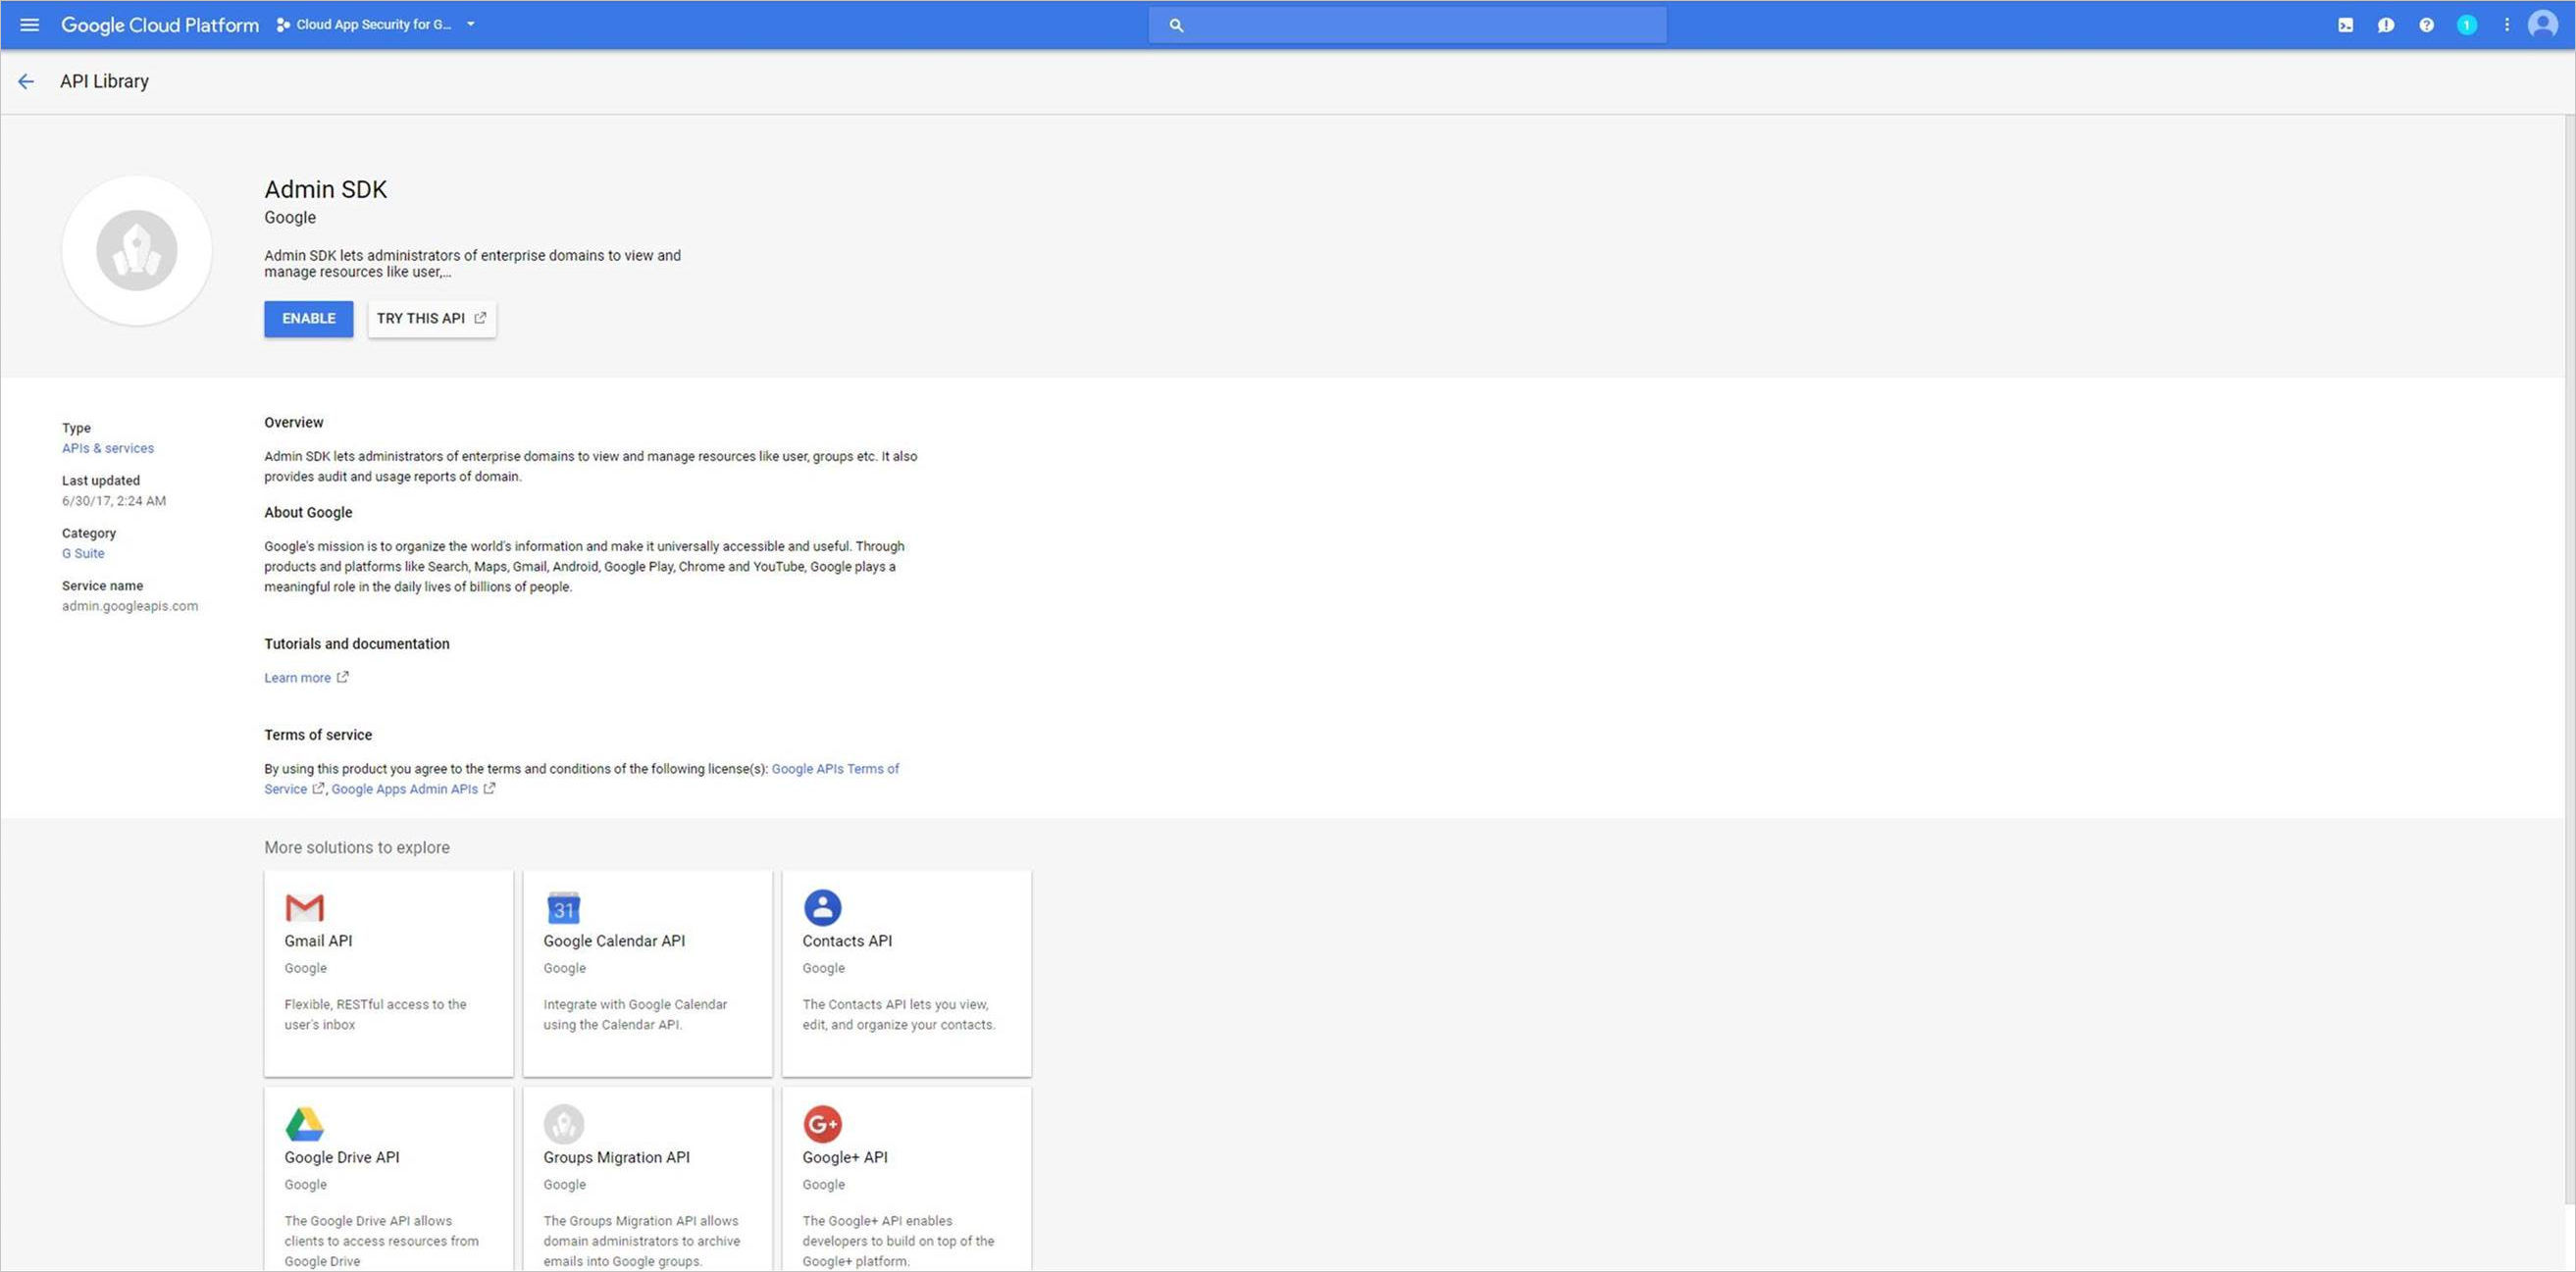 Google Cloud Platform
Cloud App Security for G...
1
API Library
Admin SDK
Google
Admin SDK lets administrators of enterprise domains to view and
manage resources like user,...
ENABLE
TRY THIS API
Type
APIs & services
Last updated
6/30/17, 2:24 AM
Category
G Suite
Service name
admin.googleapis.com
Overview
Admin SDK lets administrators of enterprise domains to view and manage resources like user, groups etc. It also
provides audit and usage reports of domain.
About Google
Google's mission is to organize the world's information and make it universally accessible and useful. Through
products and platforms like Search, Maps, Gmail, Android, Google Play, Chrome and YouTube, Google plays a
meaningful role in the daily lives of billions of people.
Tutorials and documentation
Learn more
Terms of service
By using this product you agree to the terms and conditions of the following license(s): Google APIs Terms of
Service , Google Apps Admin APIs
More solutions to explore
Gmail API
Google
Flexible, RESTful access to the
user's inbox
31
Google Calendar API
Google
Integrate with Google Calendar
using the Calendar API.
Contacts API
Google
The Contacts API lets you view,
edit, and organize your contacts.
Google Drive API
Google
The Google Drive API allows
clients to access resources from
Google Drive
Groups Migration API
Google
The Groups Migration API allows
domain administrators to archive
emails into Google groups.
G+
Google+ API
Google
The Google+ API enables
developers to build on top of the
Google+ platform.